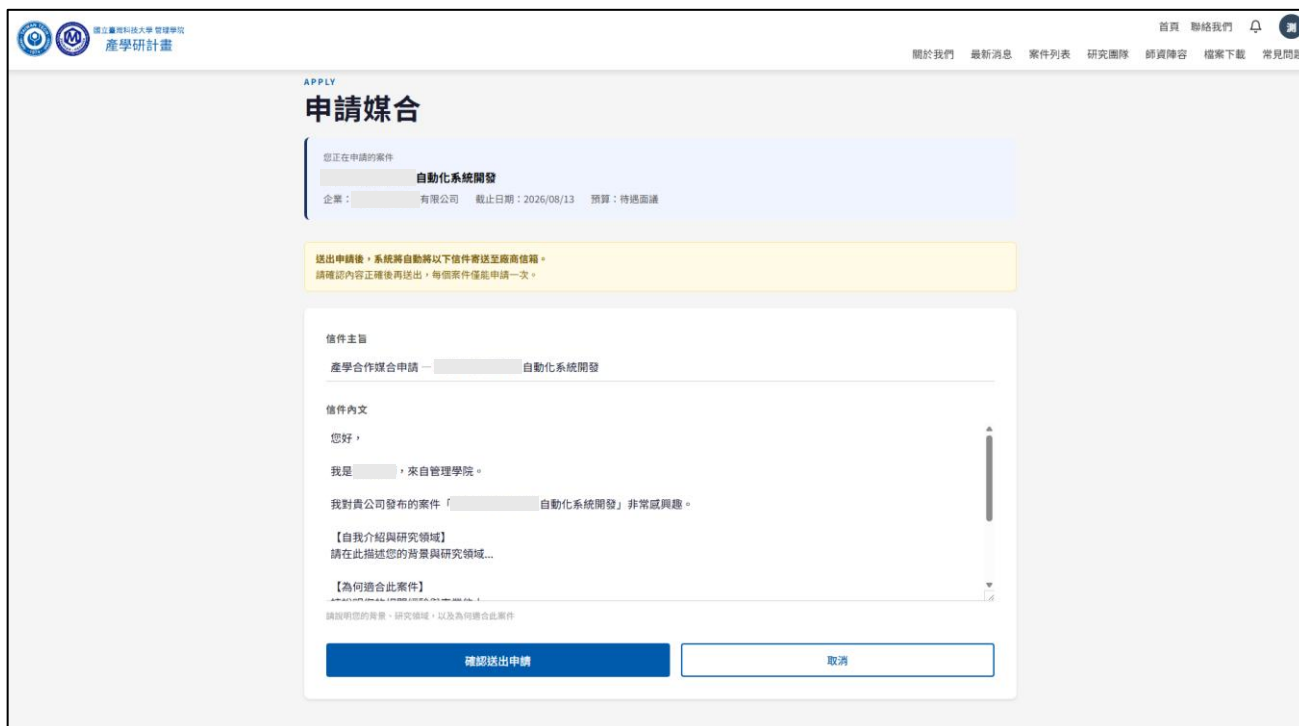 國立臺灣科技大學 管理學院
產學研計畫
首頁 聯絡我們 測
關於我們 最新消息 案件列表 研究團隊 師資陣容 檔案下載 常見問題
APPLY
申請媒合
您正在申請的案件
自動化系統開發
企業: 有限公司 截止日期:2026/08/13 預算:待遇面議
送出申請後,系統將自動將以下信件寄送至廠商信箱。
請確認內容正確後再送出,每個案件僅能申請一次。
信件主旨
產學合作媒合申請 — 自動化系統開發
信件內文
您好,
我是 ,來自管理學院。
我對貴公司發布的案件「 自動化系統開發」非常感興趣。
【自我介紹與研究領域】
請在此描述您的背景與研究領域...
【為何適合此案件】
請說明您的背景、研究領域,以及為何適合此案件
確認送出申請 取消